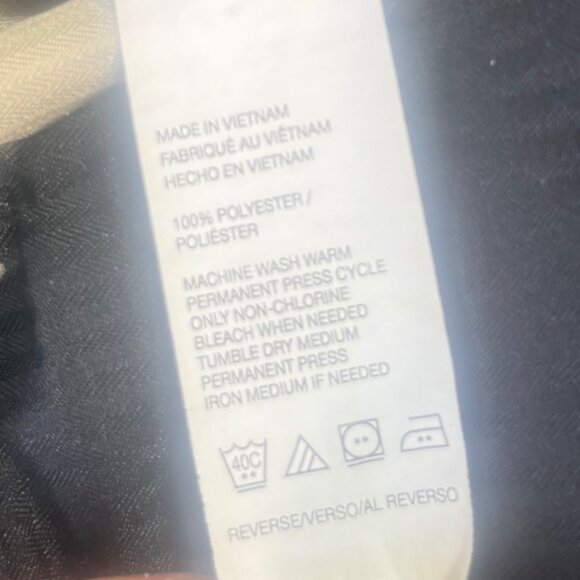 MADE IN VIETNAM
FABRIQUÉ AU VIÊTNAM
HECHO EN VIETNAM
100% POLYESTER /
POLIÉSTER
MACHINE WASH WARM
PERMANENT PRESS CYCLE
ONLY NON-CHLORINE
BLEACH WHEN NEEDED
TUMBLE DRY MEDIUM
PERMANENT PRESS
IRON MEDIUM IF NEEDED
40C
REVERSE/VERSO/AL REVERSO